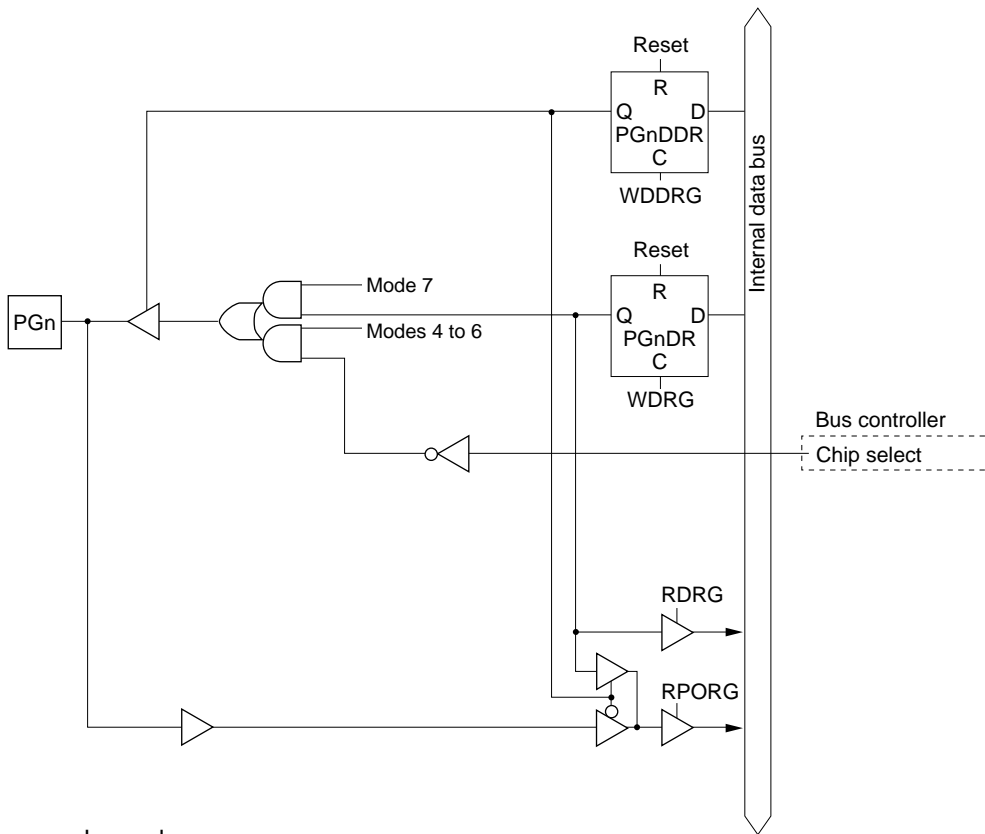 Reset
R
Q D
PGnDDR
C
WDDRG
Internal data bus
Reset
R
Q D
PGnDR
C
WDRG
Mode 7
Modes 4 to 6
PGn
Bus controller
Chip select
RDRG
RPORG